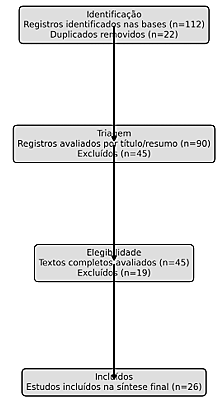 Identificação
Registros identificados nas bases (n=112)
Duplicados removidos (n=22)
Triagem
Registros avaliados por título/resumo (n=90)
Excluídos (n=45)
Elegibilidade
Textos completos avaliados (n=45)
Excluídos (n=19)
Incluídos
Estudos incluídos na síntese final (n=26)